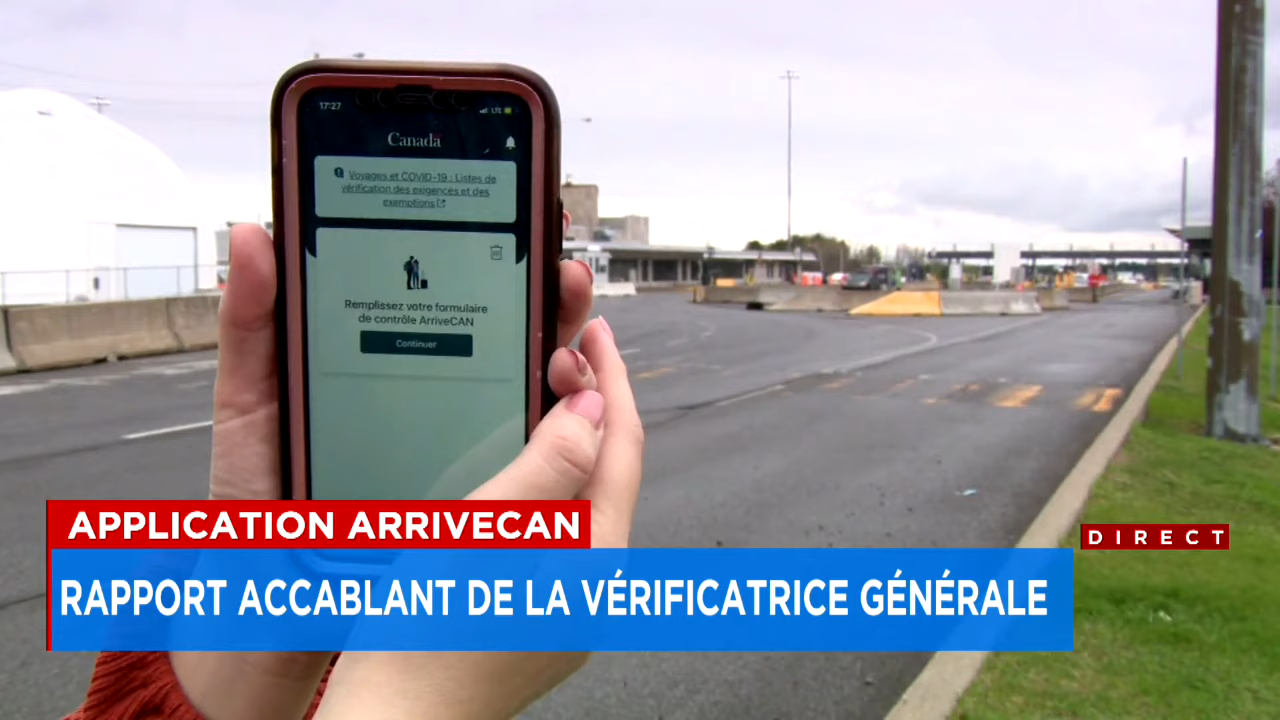 17:27
LTE
Canada
Voyages et COVID-19 : Listes de
vérification des exigences et des
exemptions
Remplissez votre formulaire
de contrôle ArriveCAN
Continuer
APPLICATION ARRIVECAN
DIRECT
RAPPORT ACCABLANT DE LA VÉRIFICATRICE GÉNÉRALE